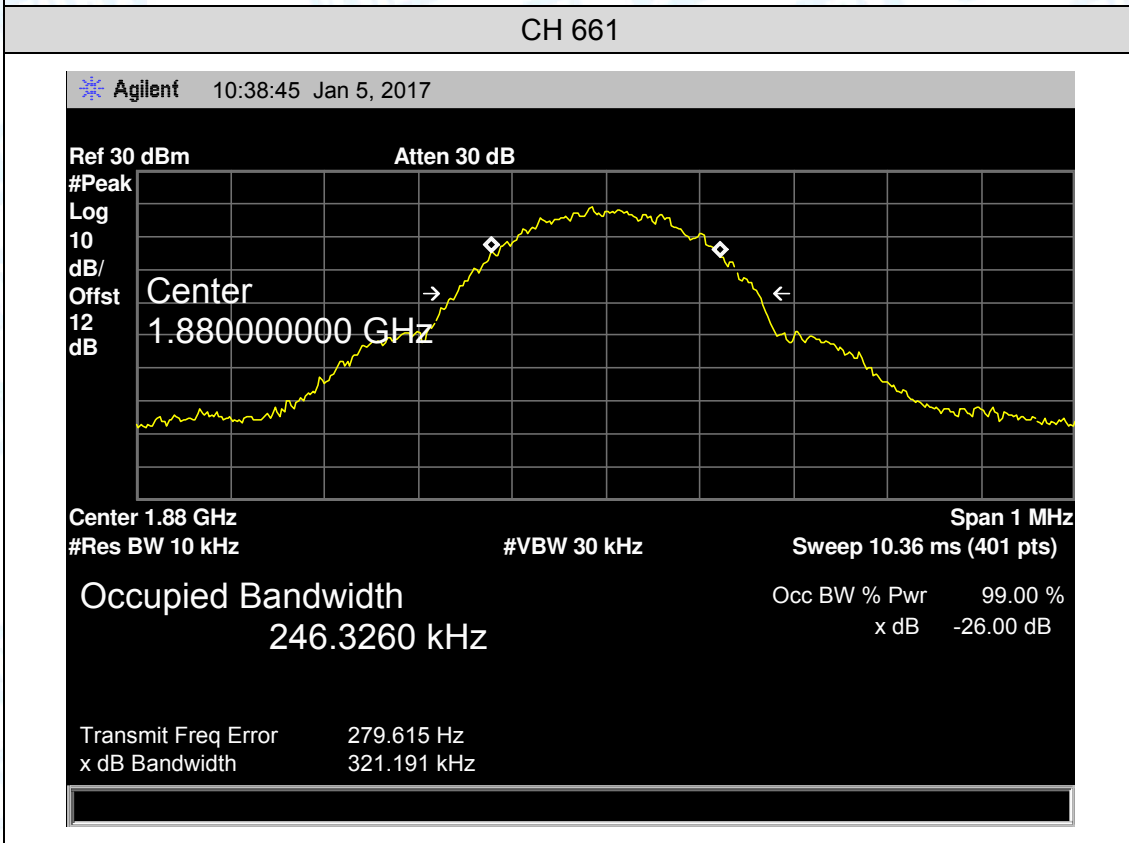 CH 661
Agilent 10:38:45 Jan 5, 2017
Ref 30 dBm Atten 30 dB
#Peak
Log
10
dB/
Offst
12
dB
Center
1.880000000 GHz
Center 1.88 GHz Span 1 MHz
#Res BW 10 kHz #VBW 30 kHz Sweep 10.36 ms (401 pts)
Occupied Bandwidth Occ BW % Pwr 99.00 %
246.3260 kHz x dB -26.00 dB
Transmit Freq Error 279.615 Hz
x dB Bandwidth 321.191 kHz